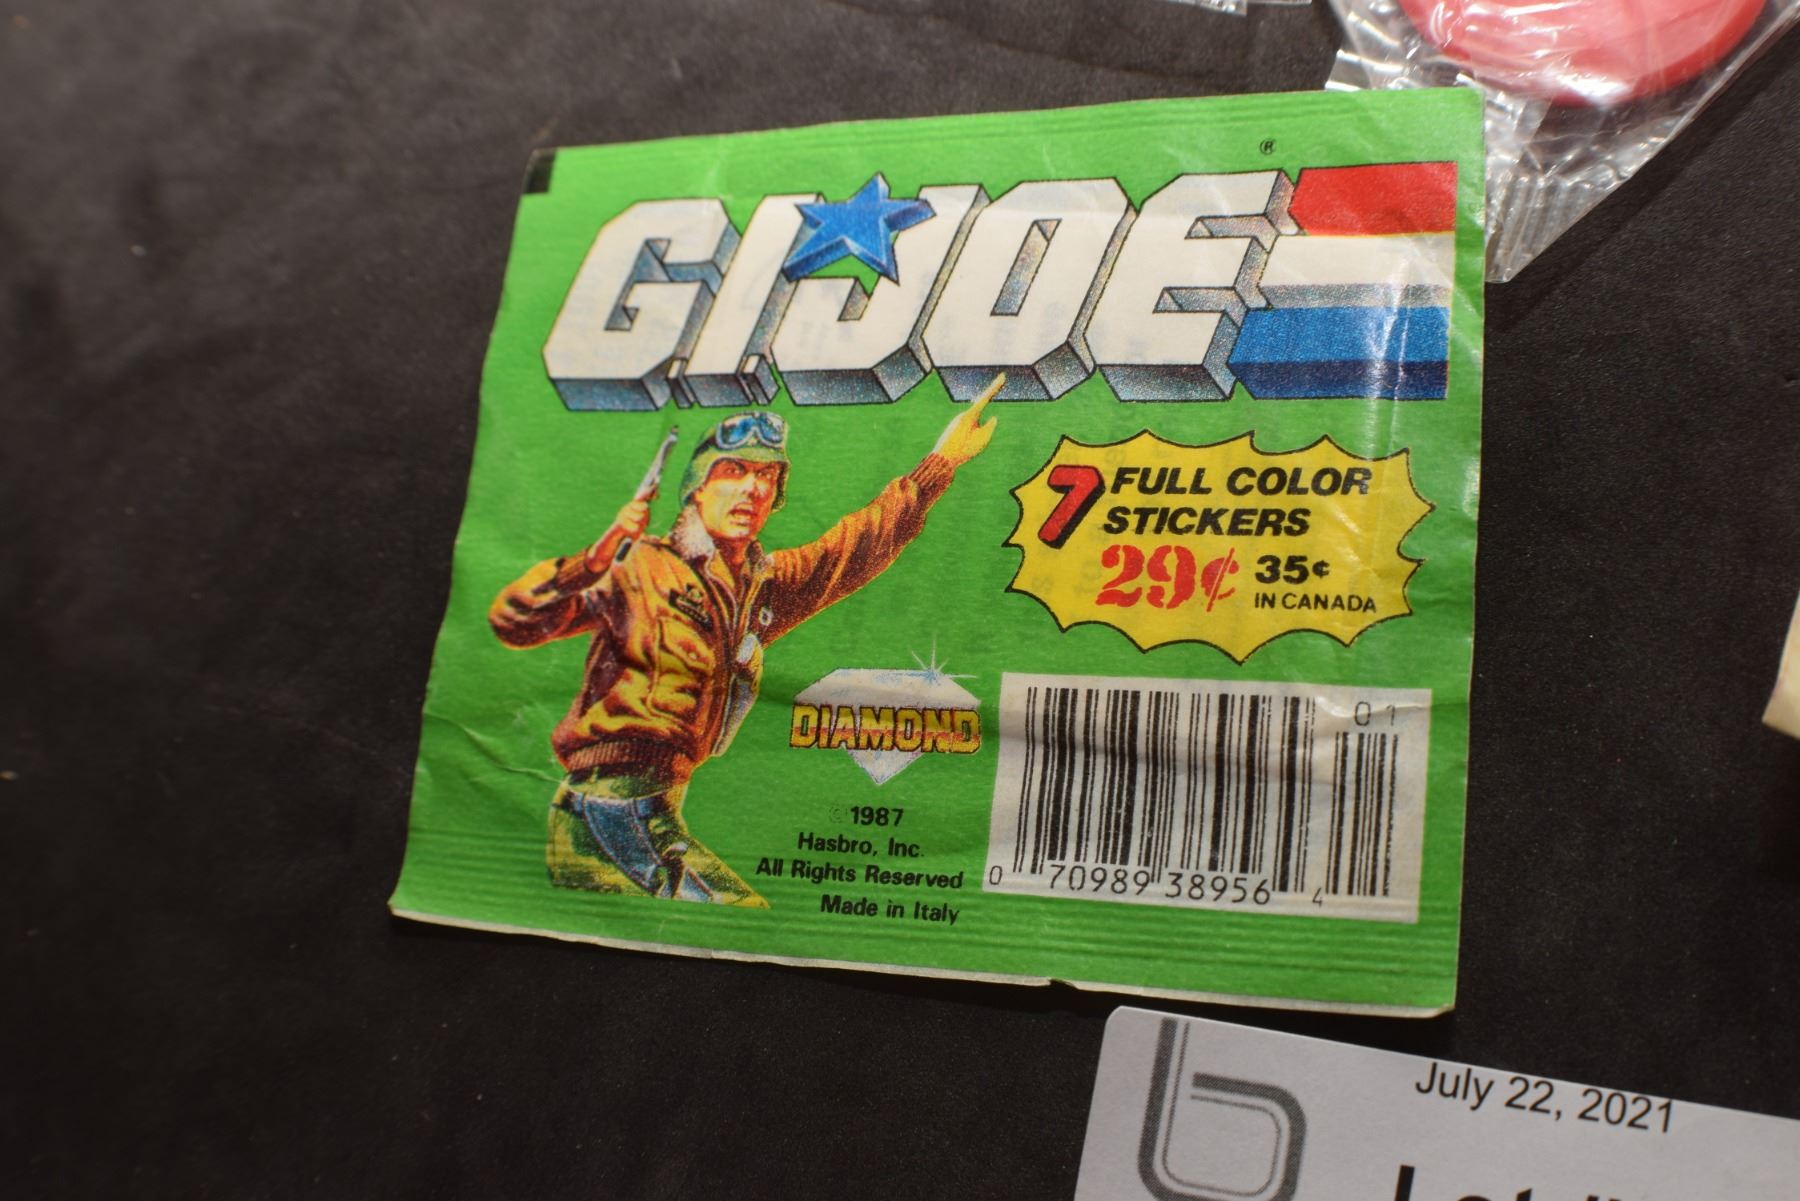 ®
G.I.JOE
7 FULL COLOR
STICKERS
29¢ 35¢
IN CANADA
DIAMOND
©1987
Hasbro, Inc.
All Rights Reserved
Made in Italy
01
0 70989 38956 4
b
July 22, 2021